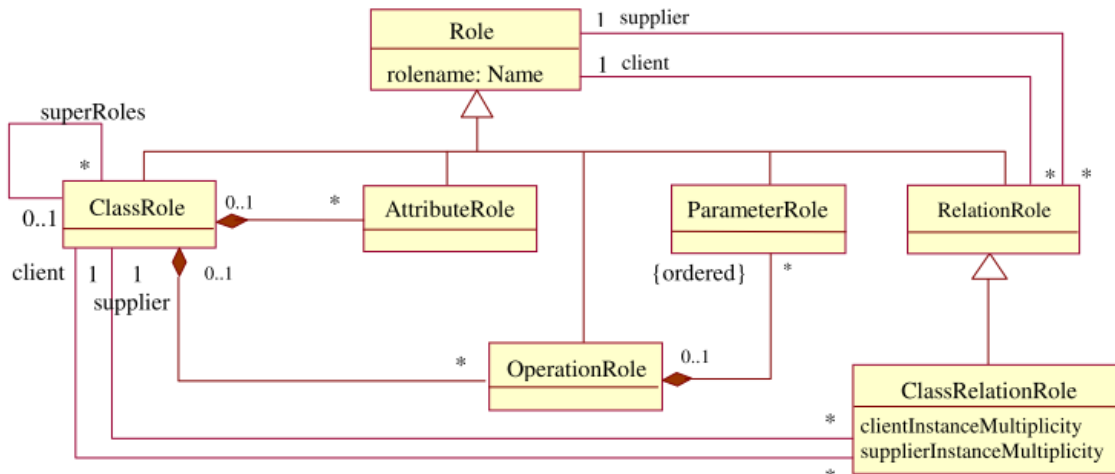 Role
rolename: Name
1 supplier
1 client
superRoles
*
0..1
ClassRole
0..1
*
AttributeRole
ParameterRole
* *
RelationRole
client
1
1
supplier
0..1
{ordered}
*
*
OperationRole
0..1
ClassRelationRole
clientInstanceMultiplicity
supplierInstanceMultiplicity
*
*